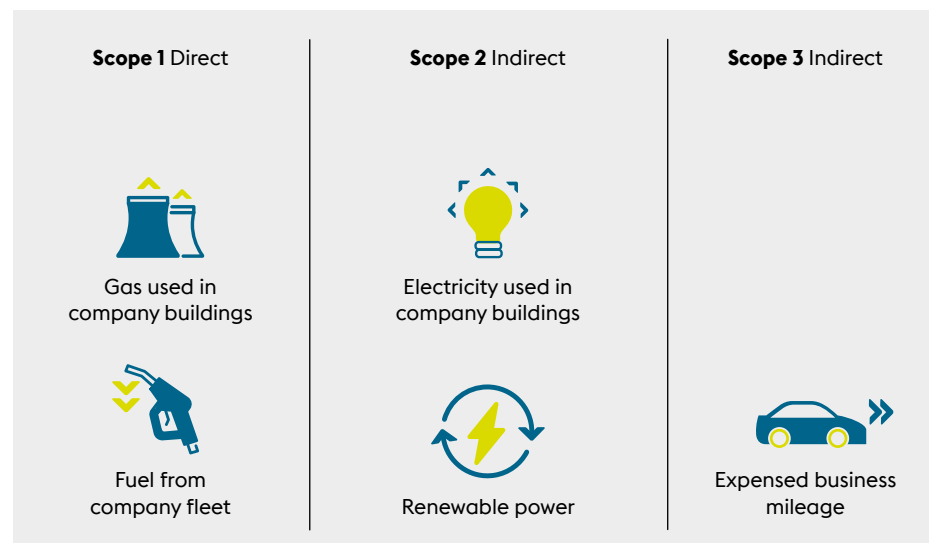 Scope 1 Direct
Gas used in
company buildings
Fuel from
company fleet
Scope 2 Indirect
Electricity used in
company buildings
Renewable power
Scope 3 Indirect
Expensed business
mileage